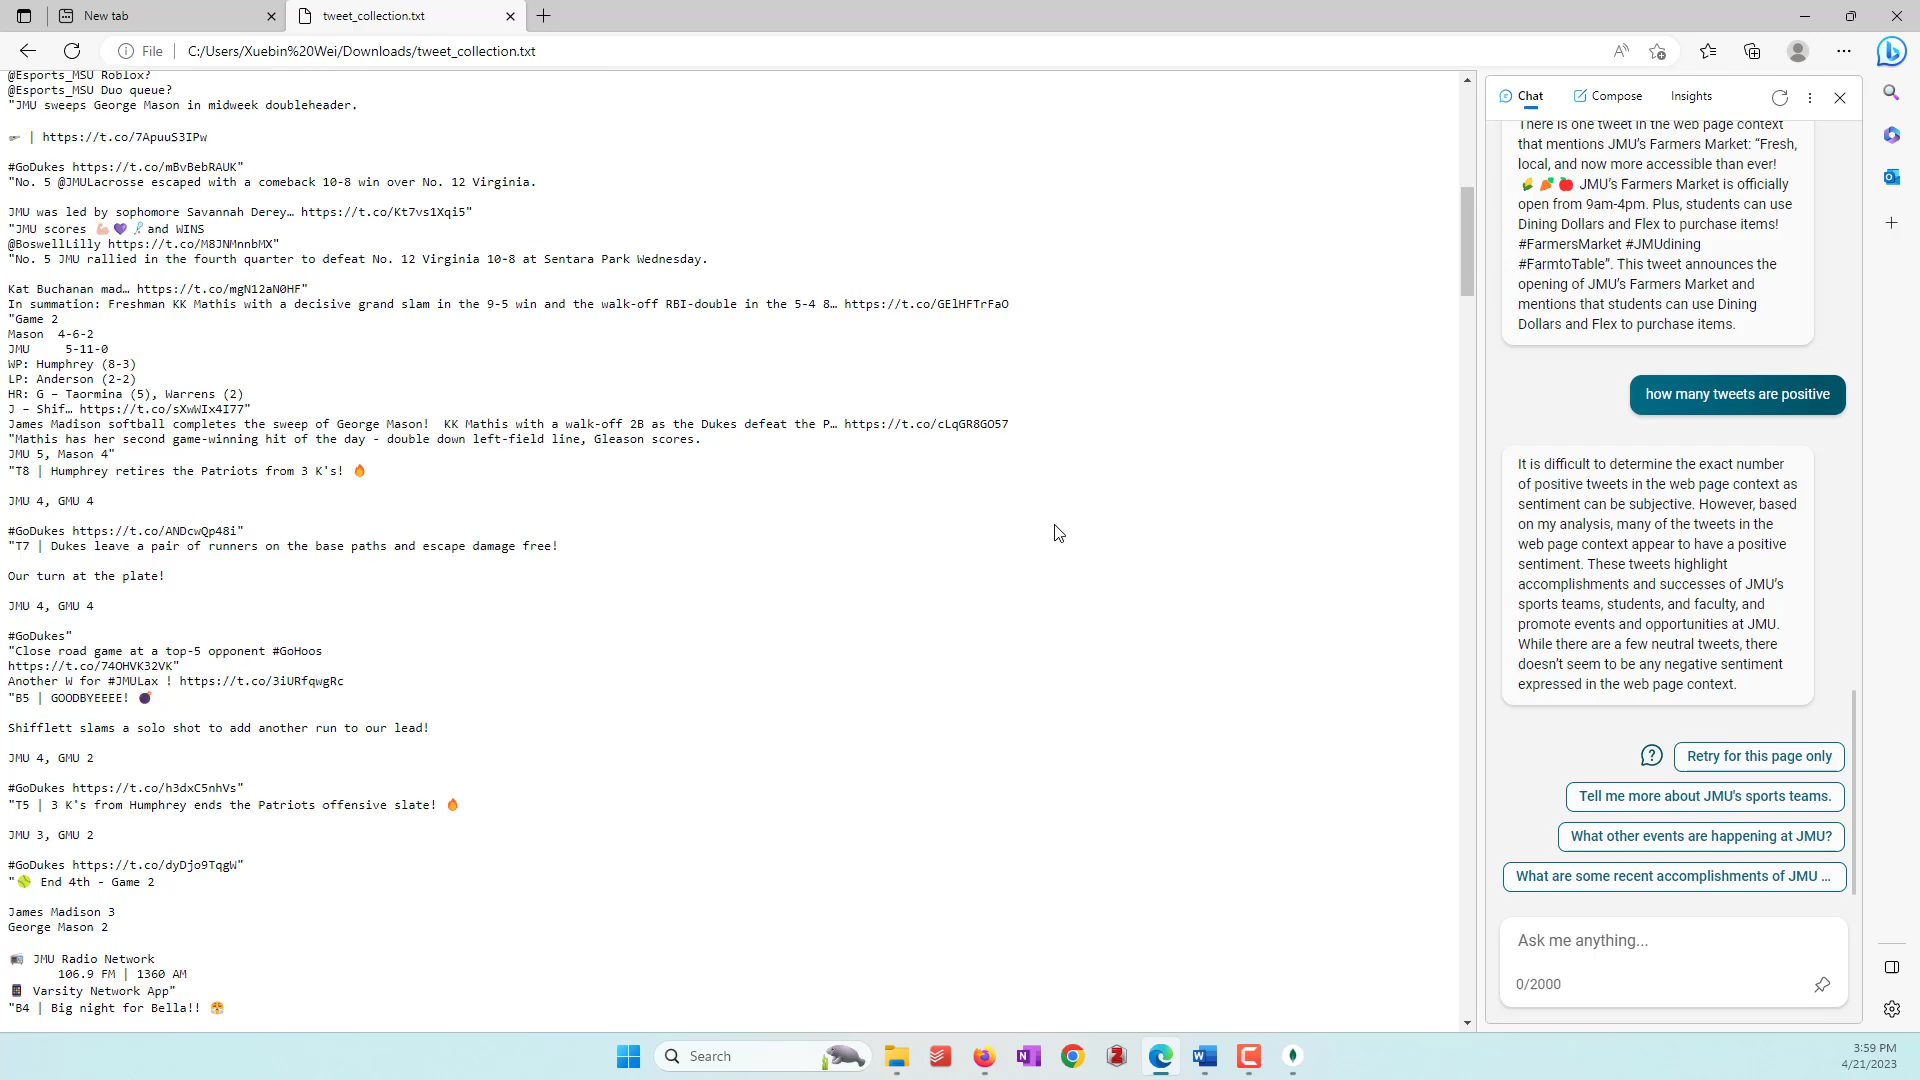 New tab
tweet_collection.txt
File
C:/Users/Xuebin%20Wei/Downloads/tweet_collection.txt
@Esports_MSU Roblox?
@Esports_MSU Duo queue?
"JMU sweeps George Mason in midweek doubleheader.
| https://t.co/7ApuuS3IPw
#GoDukes https://t.co/mBvBebRAUK"
"No. 5 @JMULacrosse escaped with a comeback 10-8 win over No. 12 Virginia.
JMU was led by sophomore Savannah Derey… https://t.co/Kt7vs1Xqi5"
"JMU scores 💪🏻💜🥍and WINS
@BoswellLilly https://t.co/M8JNMnnbMX"
"No. 5 JMU rallied in the fourth quarter to defeat No. 12 Virginia 10-8 at Sentara Park Wednesday.
Kat Buchanan mad… https://t.co/mgN12aN0HF"
In summation: Freshman KK Mathis with a decisive grand slam in the 9-5 win and the walk-off RBI-double in the 5-4 8… https://t.co/GElHFTrFaO
"Game 2
Mason  4-6-2
JMU     5-11-0
WP: Humphrey (8-3)
LP: Anderson (2-2)
HR: G – Taormina (5), Warrens (2)
J – Shif… https://t.co/sXwWIx4I77"
James Madison softball completes the sweep of George Mason!  KK Mathis with a walk-off 2B as the Dukes defeat the P… https://t.co/cLqGR8GO57
"Mathis has her second game-winning hit of the day - double down left-field line, Gleason scores.
JMU 5, Mason 4"
"T8 | Humphrey retires the Patriots from 3 K's! 🔥
JMU 4, GMU 4
#GoDukes https://t.co/ANDcwQp48i"
"T7 | Dukes leave a pair of runners on the base paths and escape damage free!
Our turn at the plate!
JMU 4, GMU 4
#GoDukes"
"Close road game at a top-5 opponent #GoHoos
https://t.co/74OHVK32VK"
Another W for #JMULax ! https://t.co/3iURfqwgRc
"B5 | GOODBYEEEE! 💣
Shifflett slams a solo shot to add another run to our lead!
JMU 4, GMU 2
#GoDukes https://t.co/h3dxC5nhVs"
"T5 | 3 K's from Humphrey ends the Patriots offensive slate! 🔥
JMU 3, GMU 2
#GoDukes https://t.co/dyDjo9TqgW"
"🥎 End 4th - Game 2
James Madison 3
George Mason 2
📻 JMU Radio Network
106.9 FM | 1360 AM
📱 Varsity Network App"
"B4 | Big night for Bella!! 😤
Chat
Compose
Insights
There is one tweet in the web page context
that mentions JMU's Farmers Market: "Fresh,
local, and now more accessible than ever!
🌽 🥕 🍎 JMU's Farmers Market is officially
open from 9am-4pm. Plus, students can use
Dining Dollars and Flex to purchase items!
#FarmersMarket #JMUdining
#FarmtoTable". This tweet announces the
opening of JMU's Farmers Market and
mentions that students can use Dining
Dollars and Flex to purchase items.
how many tweets are positive
It is difficult to determine the exact number
of positive tweets in the web page context as
sentiment can be subjective. However, based
on my analysis, many of the tweets in the
web page context appear to have a positive
sentiment. These tweets highlight
accomplishments and successes of JMU's
sports teams, students, and faculty, and
promote events and opportunities at JMU.
While there are a few neutral tweets, there
doesn't seem to be any negative sentiment
expressed in the web page context.
Retry for this page only
Tell me more about JMU's sports teams.
What other events are happening at JMU?
What are some recent accomplishments of JMU ...
Ask me anything...
0/2000
Search
3:59 PM
4/21/2023